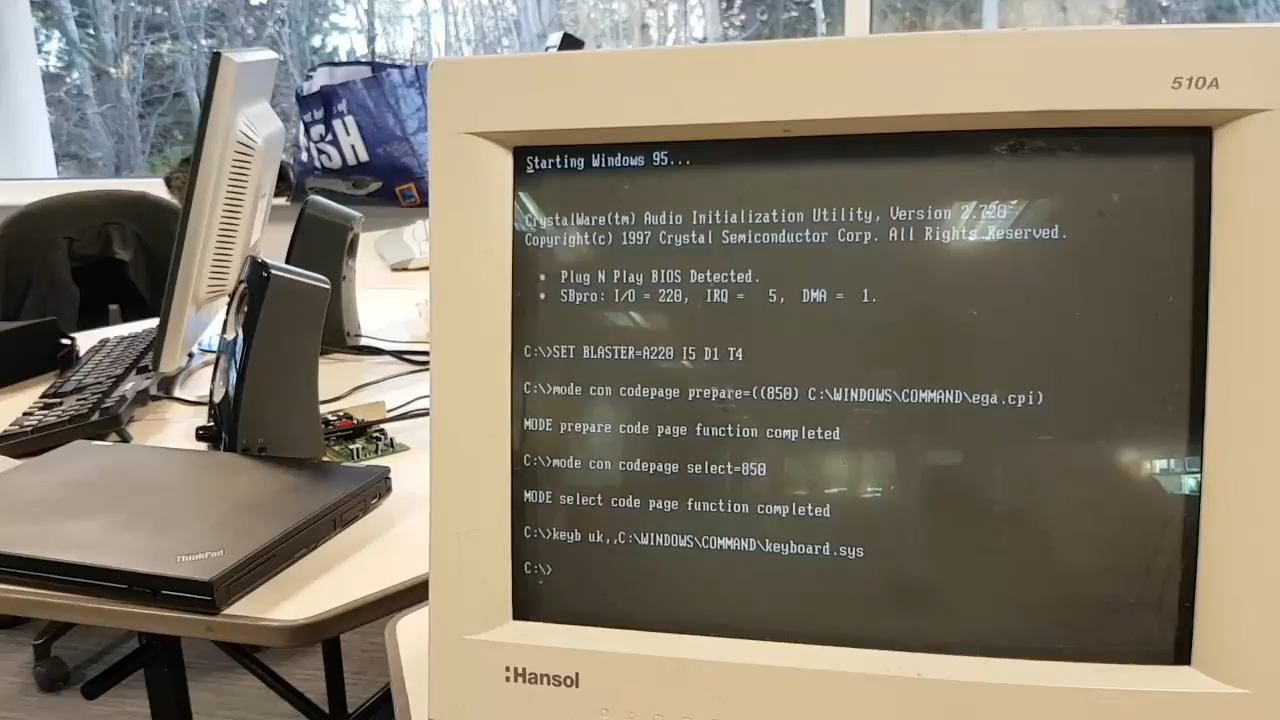 510A
Starting Windows 95...
CrystalWare(tm) Audio Initialization Utility, Version 2.720
Copyright(c) 1997 Crystal Semiconductor Corp. All Rights Reserved.
* Plug N Play BIOS Detected.
* SBpro: I/O = 220, IRQ = 5, DMA = 1.
C:\>SET BLASTER=A220 I5 D1 T4
C:\>mode con codepage prepare=((850) C:\WINDOWS\COMMAND\ega.cpi)
MODE prepare code page function completed
C:\>mode con codepage select=850
MODE select code page function completed
C:\>keyb uk,,C:\WINDOWS\COMMAND\keyboard.sys
C:\>
Hansol
ThinkPad